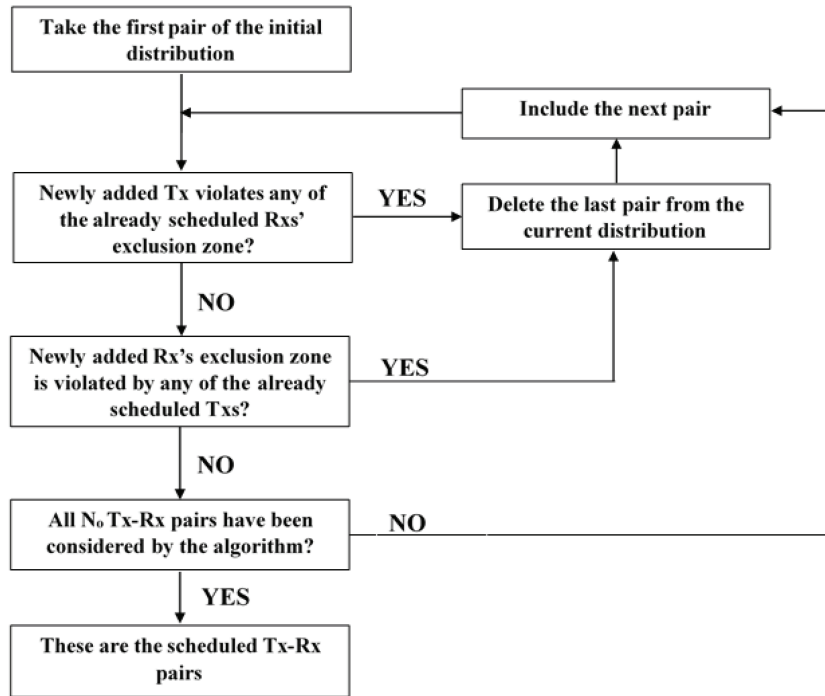 Take the first pair of the initial
distribution
Include the next pair
Newly added Tx violates any of
the already scheduled Rxs'
exclusion zone?
YES
Delete the last pair from the
current distribution
NO
Newly added Rx's exclusion zone
is violated by any of the already
scheduled Txs?
YES
NO
All N₀ Tx-Rx pairs have been
considered by the algorithm?
NO
YES
These are the scheduled Tx-Rx
pairs